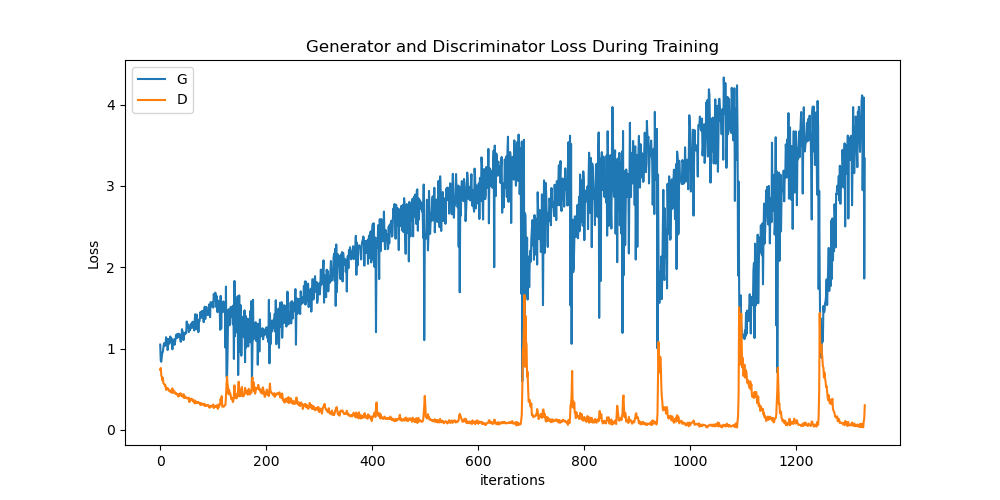 Generator and Discriminator Loss During Training
G
D
Loss
4
3
2
1
0
0 200 400 600 800 1000 1200
iterations